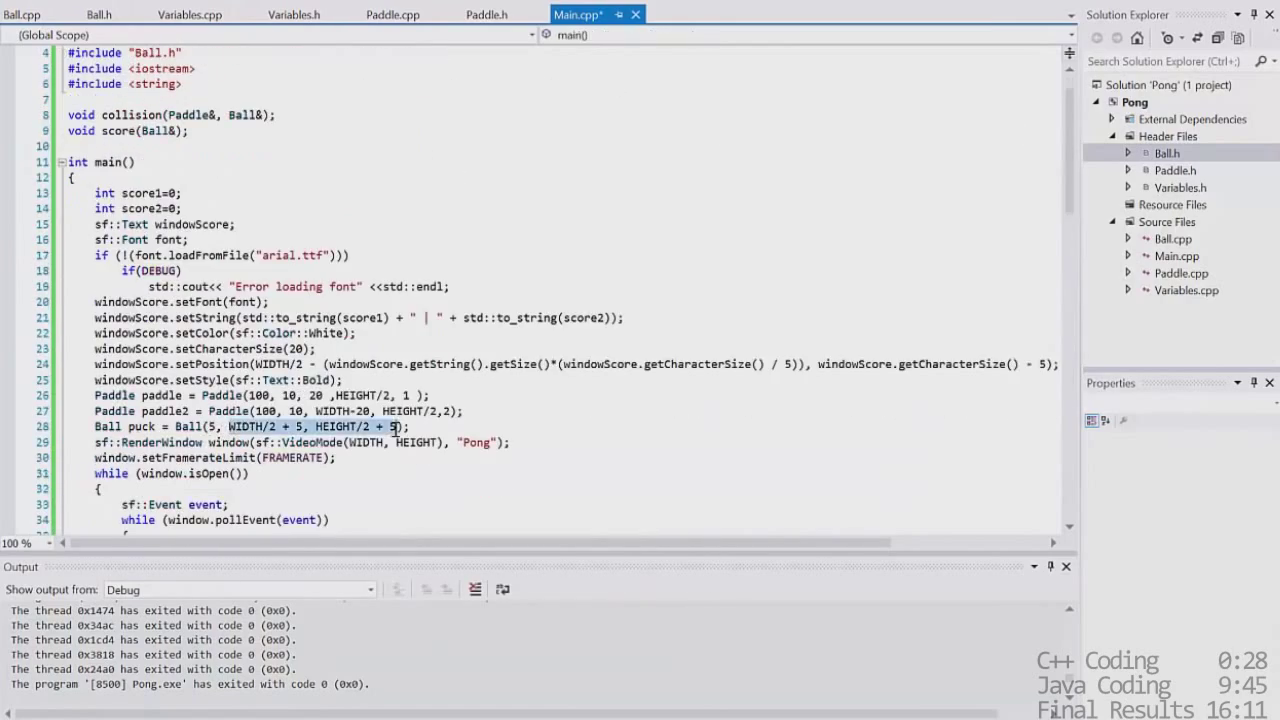 Ball.cpp Ball.h Variables.cpp Variables.h Paddle.cpp Paddle.h Main.cpp*
(Global Scope) main()
4 #include "Ball.h"
5 #include <iostream>
6 #include <string>
7
8 void collision(Paddle&, Ball&);
9 void score(Ball&);
10
11 int main()
12 {
13 int score1=0;
14 int score2=0;
15 sf::Text windowScore;
16 sf::Font font;
17 if (!(font.loadFromFile("arial.ttf")))
18 if(DEBUG)
19 std::cout<< "Error loading font" <<std::endl;
20 windowScore.setFont(font);
21 windowScore.setString(std::to_string(score1) + " | " + std::to_string(score2));
22 windowScore.setColor(sf::Color::White);
23 windowScore.setCharacterSize(20);
24 windowScore.setPosition(WIDTH/2 - (windowScore.getString().getSize()*(windowScore.getCharacterSize() / 5)), windowScore.getCharacterSize() - 5);
25 windowScore.setStyle(sf::Text::Bold);
26 Paddle paddle = Paddle(100, 10, 20 ,HEIGHT/2, 1 );
27 Paddle paddle2 = Paddle(100, 10, WIDTH-20, HEIGHT/2,2);
28 Ball puck = Ball(5, WIDTH/2 + 5, HEIGHT/2 + 5);
29 sf::RenderWindow window(sf::VideoMode(WIDTH, HEIGHT), "Pong");
30 window.setFramerateLimit(FRAMERATE);
31 while (window.isOpen())
32 {
33 sf::Event event;
34 while (window.pollEvent(event))
{
100 %
Output
Show output from: Debug
The thread 0x1474 has exited with code 0 (0x0).
The thread 0x34ac has exited with code 0 (0x0).
The thread 0x1cd4 has exited with code 0 (0x0).
The thread 0x3818 has exited with code 0 (0x0).
The thread 0x24a0 has exited with code 0 (0x0).
The program '[8500] Pong.exe' has exited with code 0 (0x0).
Solution Explorer
Search Solution Explorer (Ctrl+;)
Solution 'Pong' (1 project)
Pong
External Dependencies
Header Files
Ball.h
Paddle.h
Variables.h
Resource Files
Source Files
Ball.cpp
Main.cpp
Paddle.cpp
Variables.cpp
Properties
C++ Coding 0:28
Java Coding 9:45
Final Results 16:11